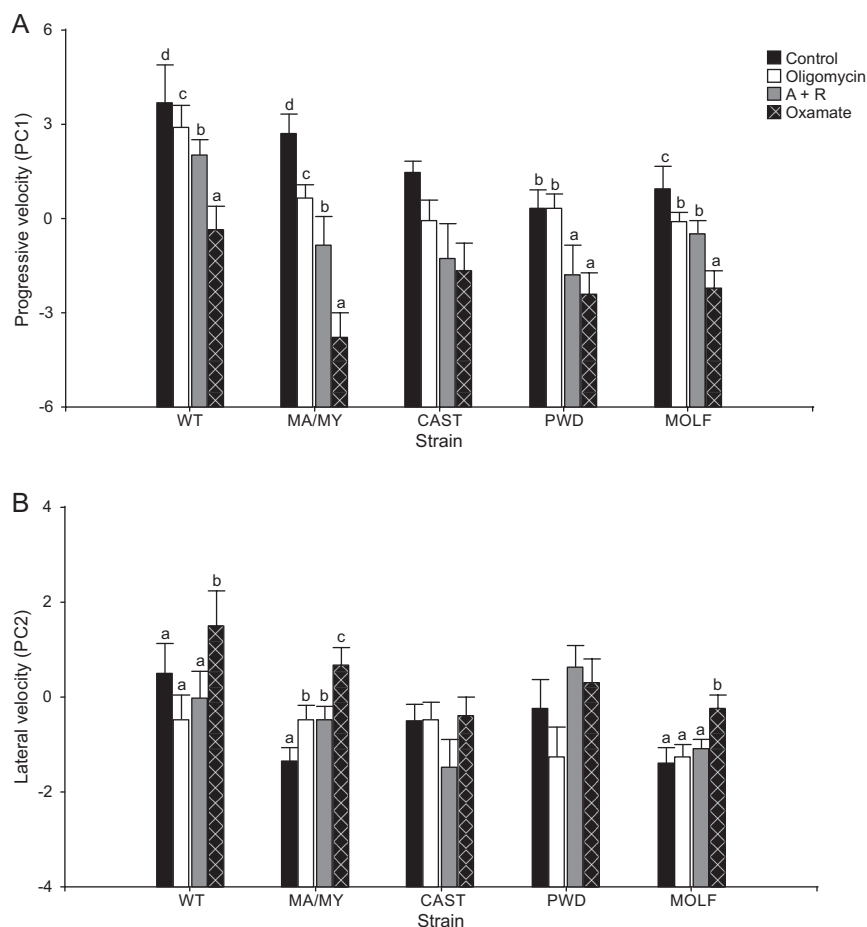 A
6
3
0
-3
-6
Progressive velocity (PC1)
d
c
b
a
d
c
b
a
b
b
a
a
c
b
b
a
Control
Oligomycin
A + R
Oxamate
WT
MA/MY
CAST
PWD
MOLF
Strain
B
4
2
0
-2
-4
Lateral velocity (PC2)
a
a
a
b
a
b
b
c
a
a
a
b
WT
MA/MY
CAST
PWD
MOLF
Strain